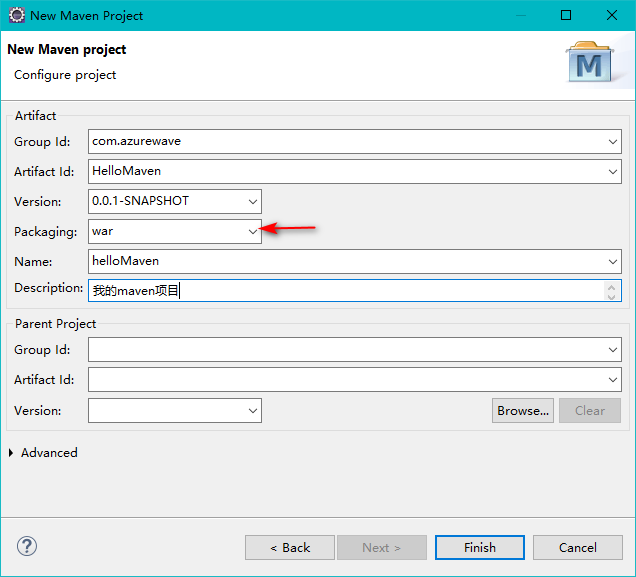 New Maven Project
New Maven project
Configure project
M
Artifact
Group Id: com.azurewave
Artifact Id: HelloMaven
Version: 0.0.1-SNAPSHOT
Packaging: war
Name: helloMaven
Description: 我的maven项目
Parent Project
Group Id:
Artifact Id:
Version: Browse... Clear
Advanced
? < Back Next > Finish Cancel